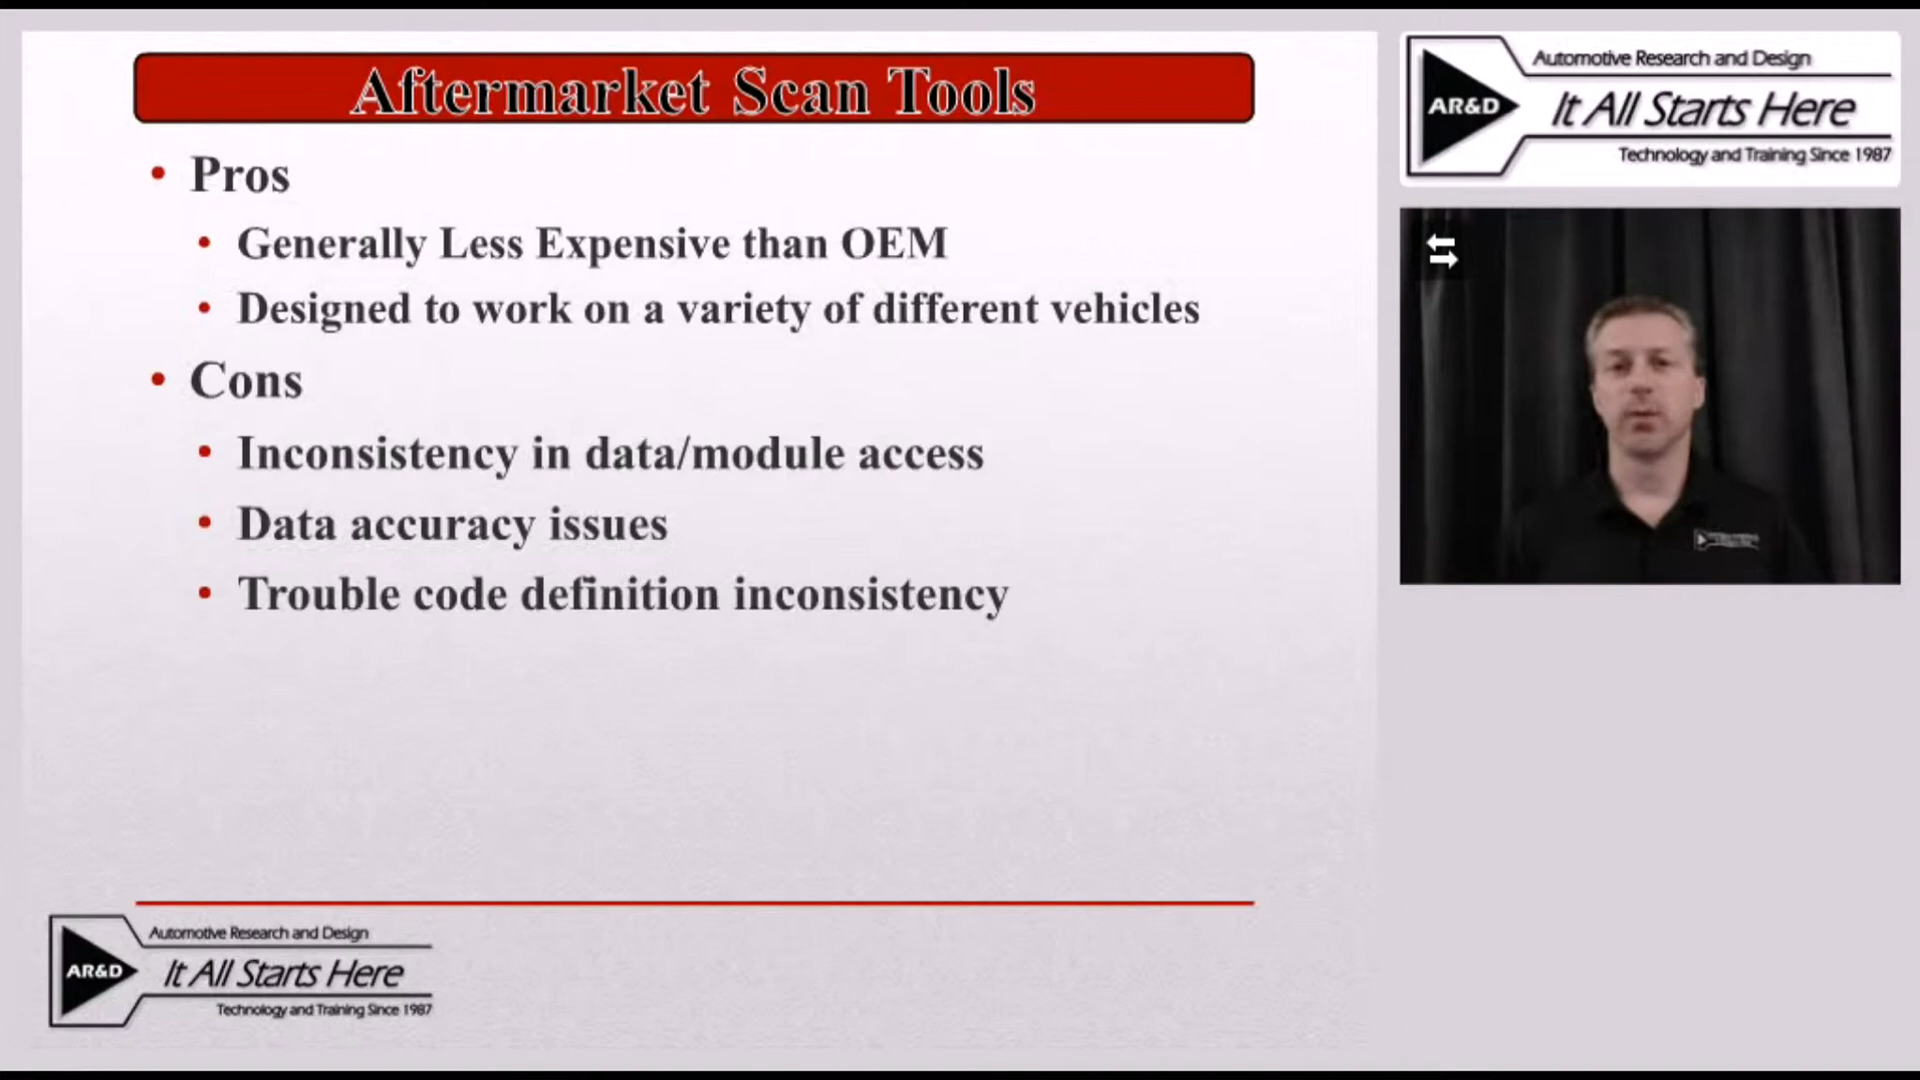 Aftermarket Scan Tools
Pros
Generally Less Expensive than OEM
Designed to work on a variety of different vehicles
Cons
Inconsistency in data/module access
Data accuracy issues
Trouble code definition inconsistency
Automotive Research and Design
AR&D
It All Starts Here
Technology and Training Since 1987
Automotive Research and Design
AR&D
It All Starts Here
Technology and Training Since 1987